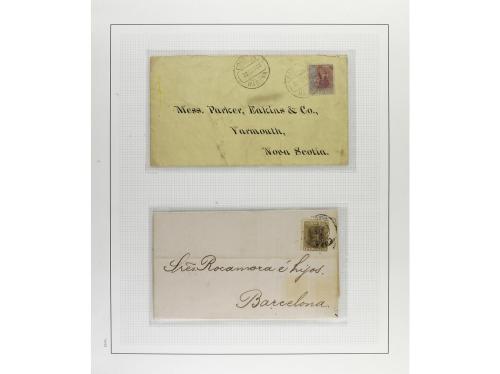 Mess. Parker, Eakins & Co.,
Yarmouth,
Nova Scotia.
Sres. Rocamora é hijos.
Barcelona.